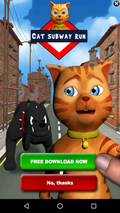 CAT SUBWAY RUN
FREE DOWNLOAD NOW
No, thanks